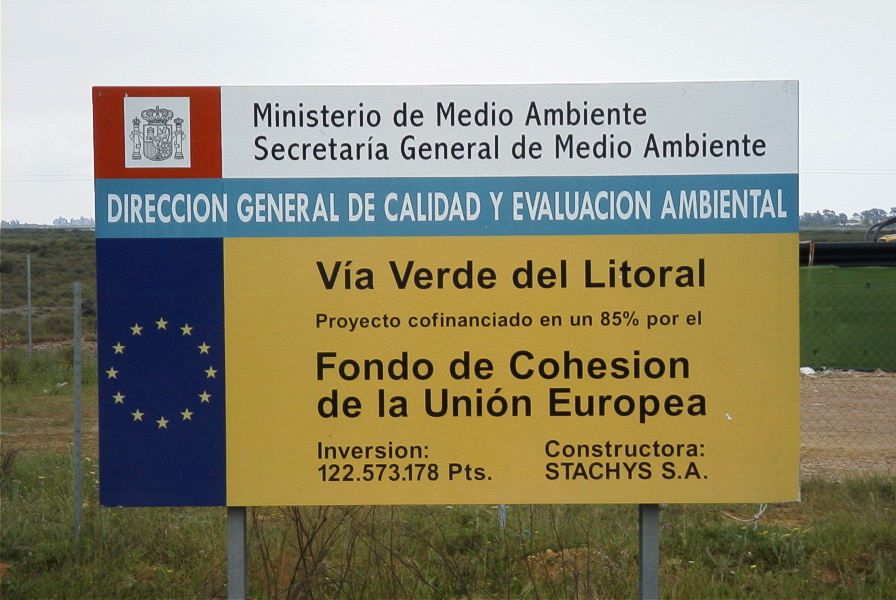 Ministerio de Medio Ambiente
Secretaría General de Medio Ambiente
DIRECCION GENERAL DE CALIDAD Y EVALUACION AMBIENTAL
Vía Verde del Litoral
Proyecto cofinanciado en un 85% por el
Fondo de Cohesion
de la Unión Europea
Inversion:
122.573.178 Pts.
Constructora:
STACHYS S.A.